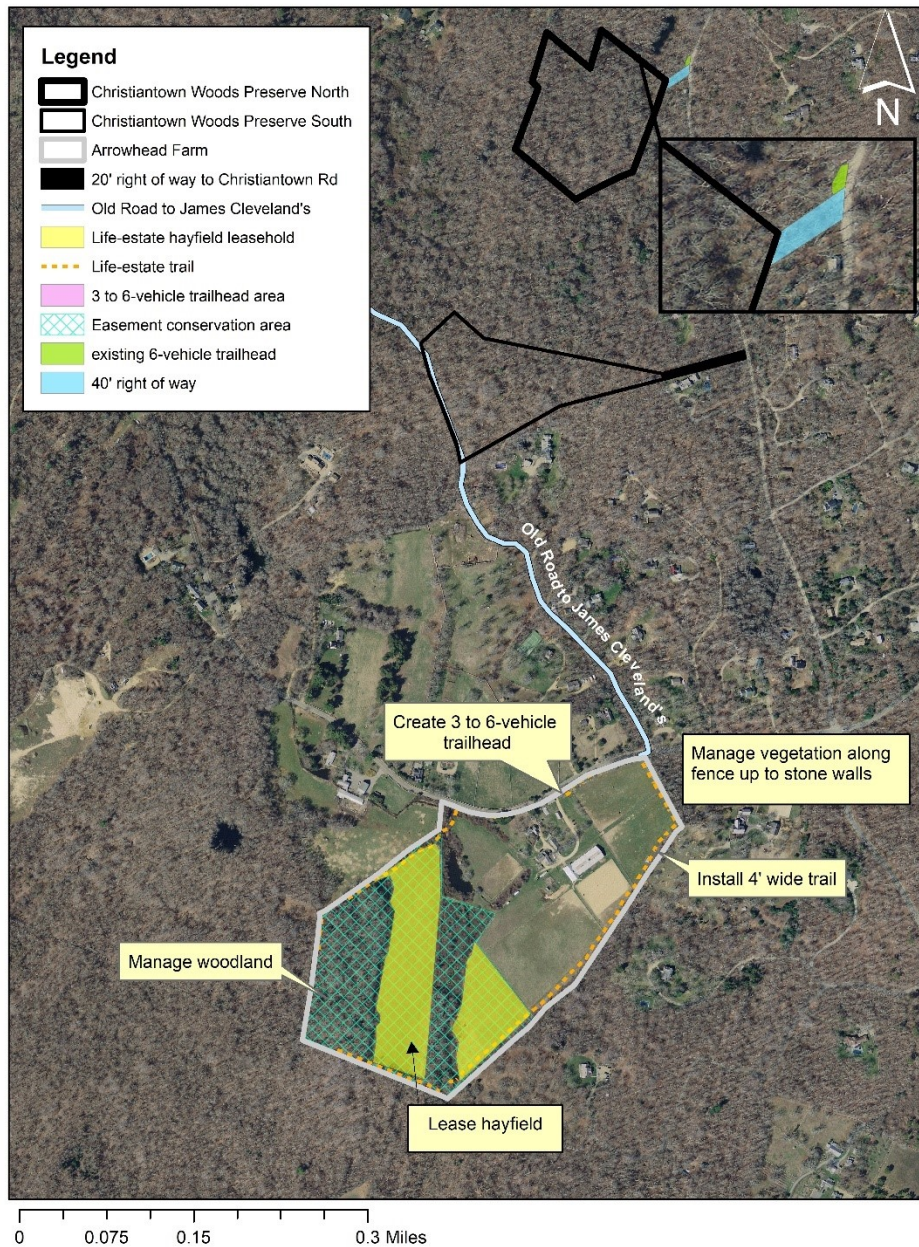 Legend
Christiantown Woods Preserve North
Christiantown Woods Preserve South
Arrowhead Farm
20' right of way to Christiantown Rd
Old Road to James Cleveland's
Life-estate hayfield leasehold
Life-estate trail
3 to 6-vehicle trailhead area
Easement conservation area
existing 6-vehicle trailhead
40' right of way
N
Old Road to James Cleveland's
Create 3 to 6-vehicle
trailhead
Manage vegetation along
fence up to stone walls
Install 4' wide trail
Manage woodland
Lease hayfield
0 0.075 0.15 0.3 Miles